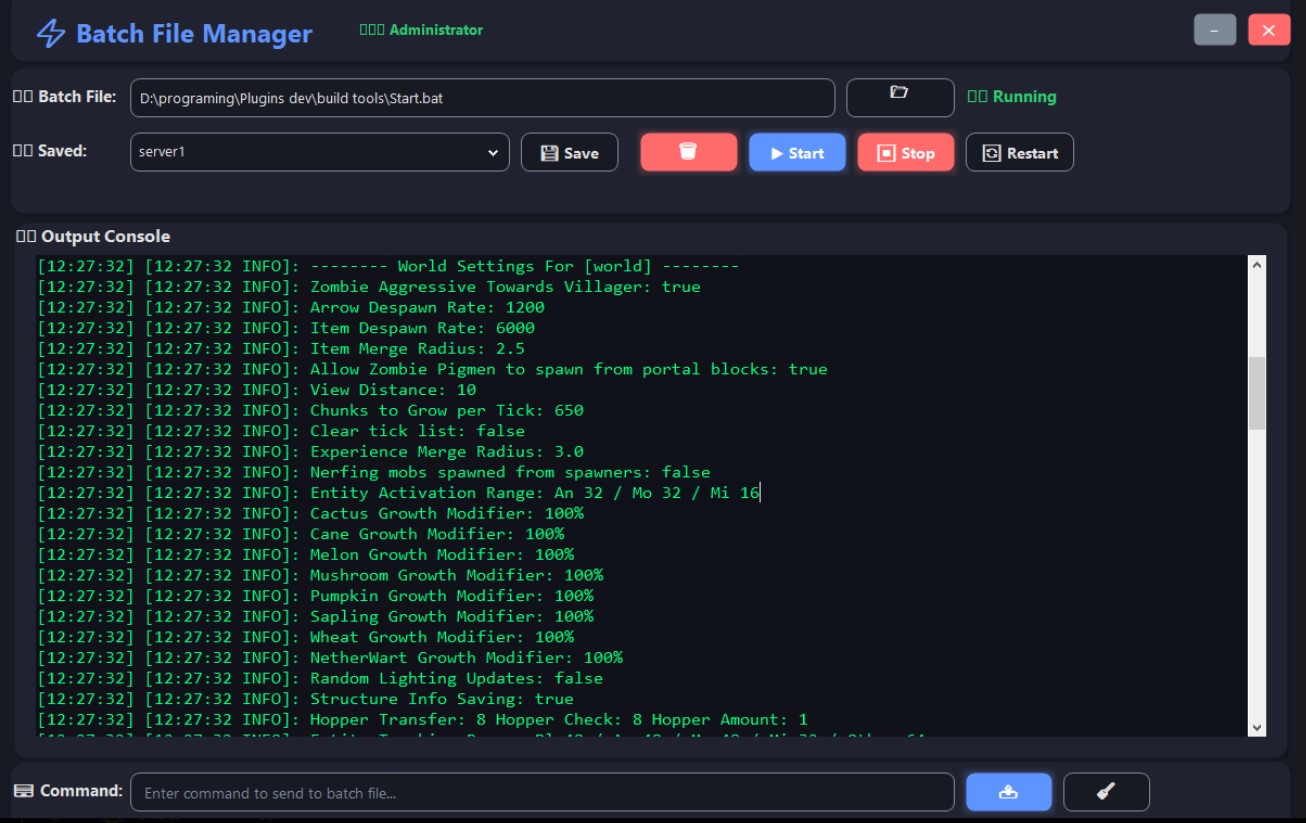 Batch File Manager
Administrator
Batch File:
D:\programing\Plugins dev\build tools\Start.bat
Running
Saved:
server1
Save
Start
Stop
Restart
Output Console
[12:27:32] [12:27:32 INFO]: -------- World Settings For [world] --------
[12:27:32] [12:27:32 INFO]: Zombie Aggressive Towards Villager: true
[12:27:32] [12:27:32 INFO]: Arrow Despawn Rate: 1200
[12:27:32] [12:27:32 INFO]: Item Despawn Rate: 6000
[12:27:32] [12:27:32 INFO]: Item Merge Radius: 2.5
[12:27:32] [12:27:32 INFO]: Allow Zombie Pigmen to spawn from portal blocks: true
[12:27:32] [12:27:32 INFO]: View Distance: 10
[12:27:32] [12:27:32 INFO]: Chunks to Grow per Tick: 650
[12:27:32] [12:27:32 INFO]: Clear tick list: false
[12:27:32] [12:27:32 INFO]: Experience Merge Radius: 3.0
[12:27:32] [12:27:32 INFO]: Nerfing mobs spawned from spawners: false
[12:27:32] [12:27:32 INFO]: Entity Activation Range: An 32 / Mo 32 / Mi 16
[12:27:32] [12:27:32 INFO]: Cactus Growth Modifier: 100%
[12:27:32] [12:27:32 INFO]: Cane Growth Modifier: 100%
[12:27:32] [12:27:32 INFO]: Melon Growth Modifier: 100%
[12:27:32] [12:27:32 INFO]: Mushroom Growth Modifier: 100%
[12:27:32] [12:27:32 INFO]: Pumpkin Growth Modifier: 100%
[12:27:32] [12:27:32 INFO]: Sapling Growth Modifier: 100%
[12:27:32] [12:27:32 INFO]: Wheat Growth Modifier: 100%
[12:27:32] [12:27:32 INFO]: NetherWart Growth Modifier: 100%
[12:27:32] [12:27:32 INFO]: Random Lighting Updates: false
[12:27:32] [12:27:32 INFO]: Structure Info Saving: true
[12:27:32] [12:27:32 INFO]: Hopper Transfer: 8 Hopper Check: 8 Hopper Amount: 1
Command:
Enter command to send to batch file...